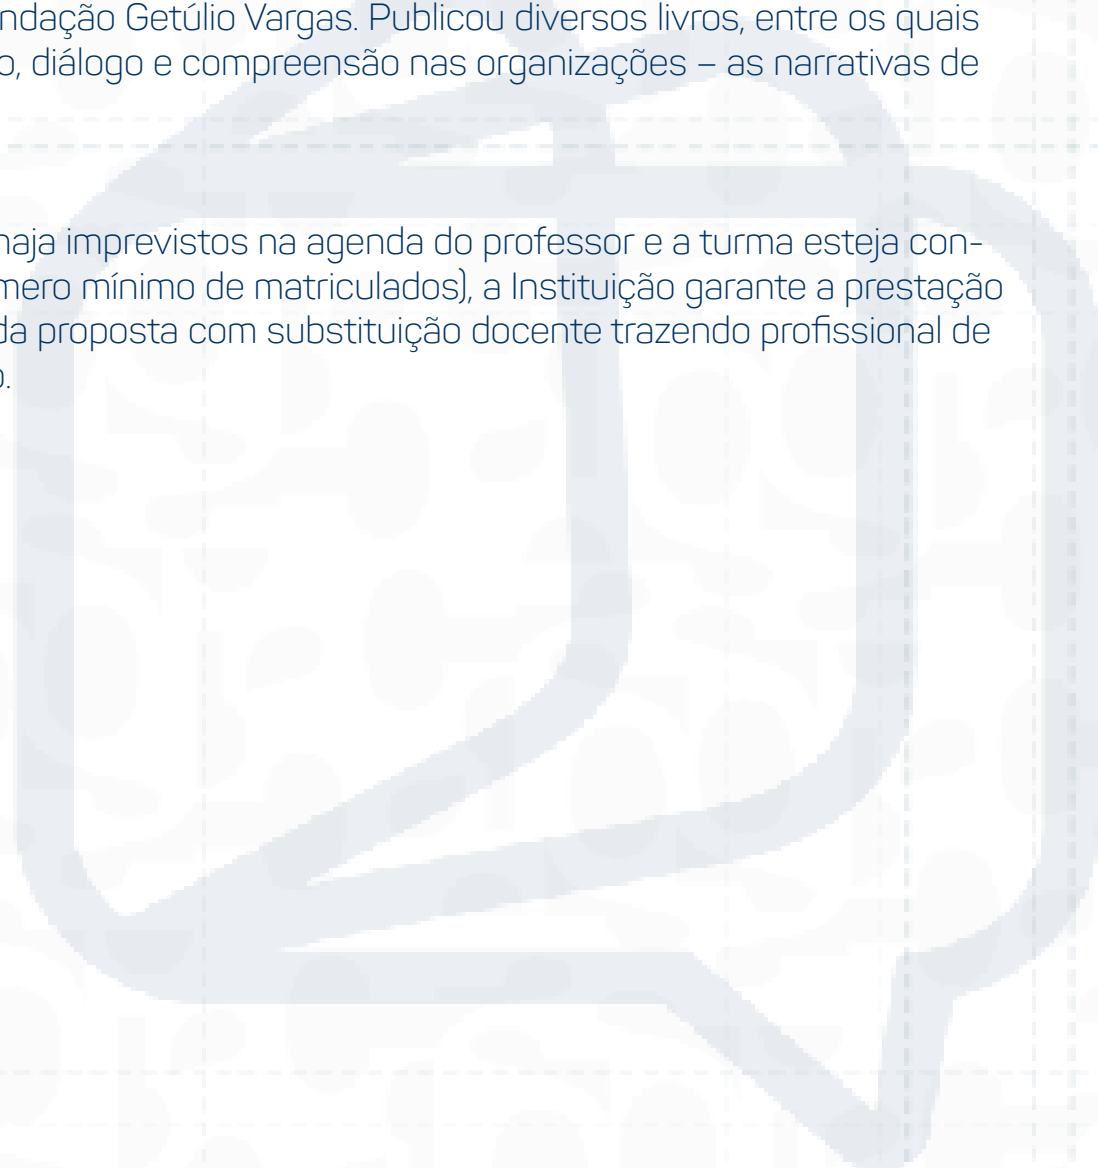 ndação Getúlio Vargas. Publicou diversos livros, entre os quais
o, diálogo e compreensão nas organizações – as narrativas de
haja imprevistos na agenda do professor e a turma esteja con-
mero mínimo de matriculados), a Instituição garante a prestação
da proposta com substituição docente trazendo profissional de
o.